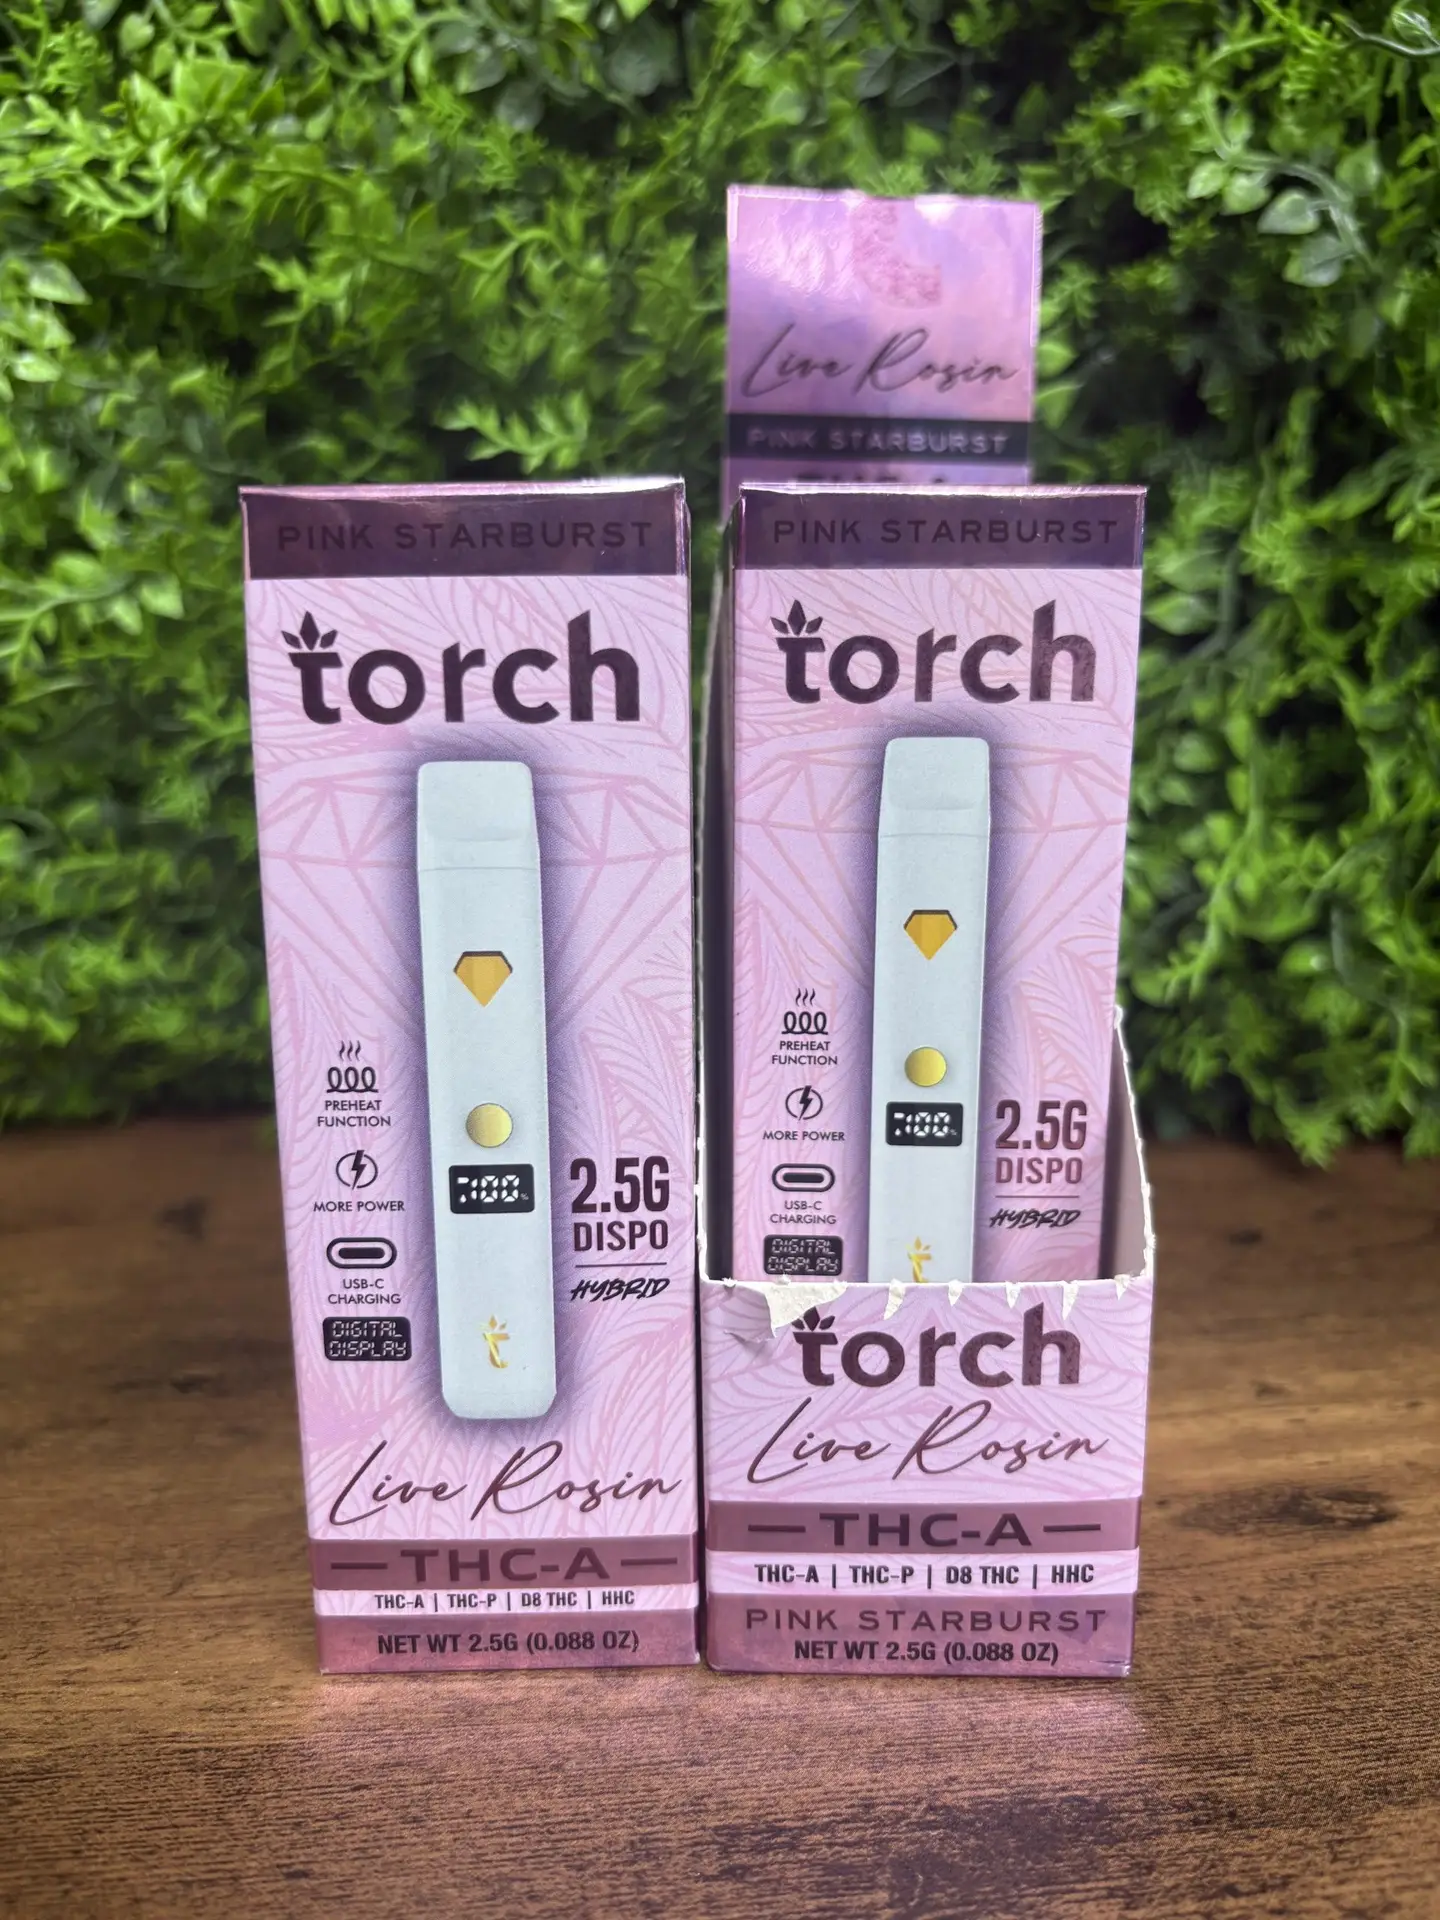 Live Rosin
PINK STARBURST
PINK STARBURST
torch
PREHEAT
FUNCTION
MORE POWER
USB-C
CHARGING
DIGITAL
DISPLAY
100%
2.5G
DISPO
HYBRID
t
Live Rosin
THC-A
THC-A | THC-P | D8 THC | HHC
NET WT 2.5G (0.088 OZ)
PINK STARBURST
torch
PREHEAT
FUNCTION
MORE POWER
USB-C
CHARGING
DIGITAL
DISPLAY
100%
2.5G
DISPO
HYBRID
t
torch
Live Rosin
THC-A
THC-A | THC-P | D8 THC | HHC
PINK STARBURST
NET WT 2.5G (0.088 OZ)